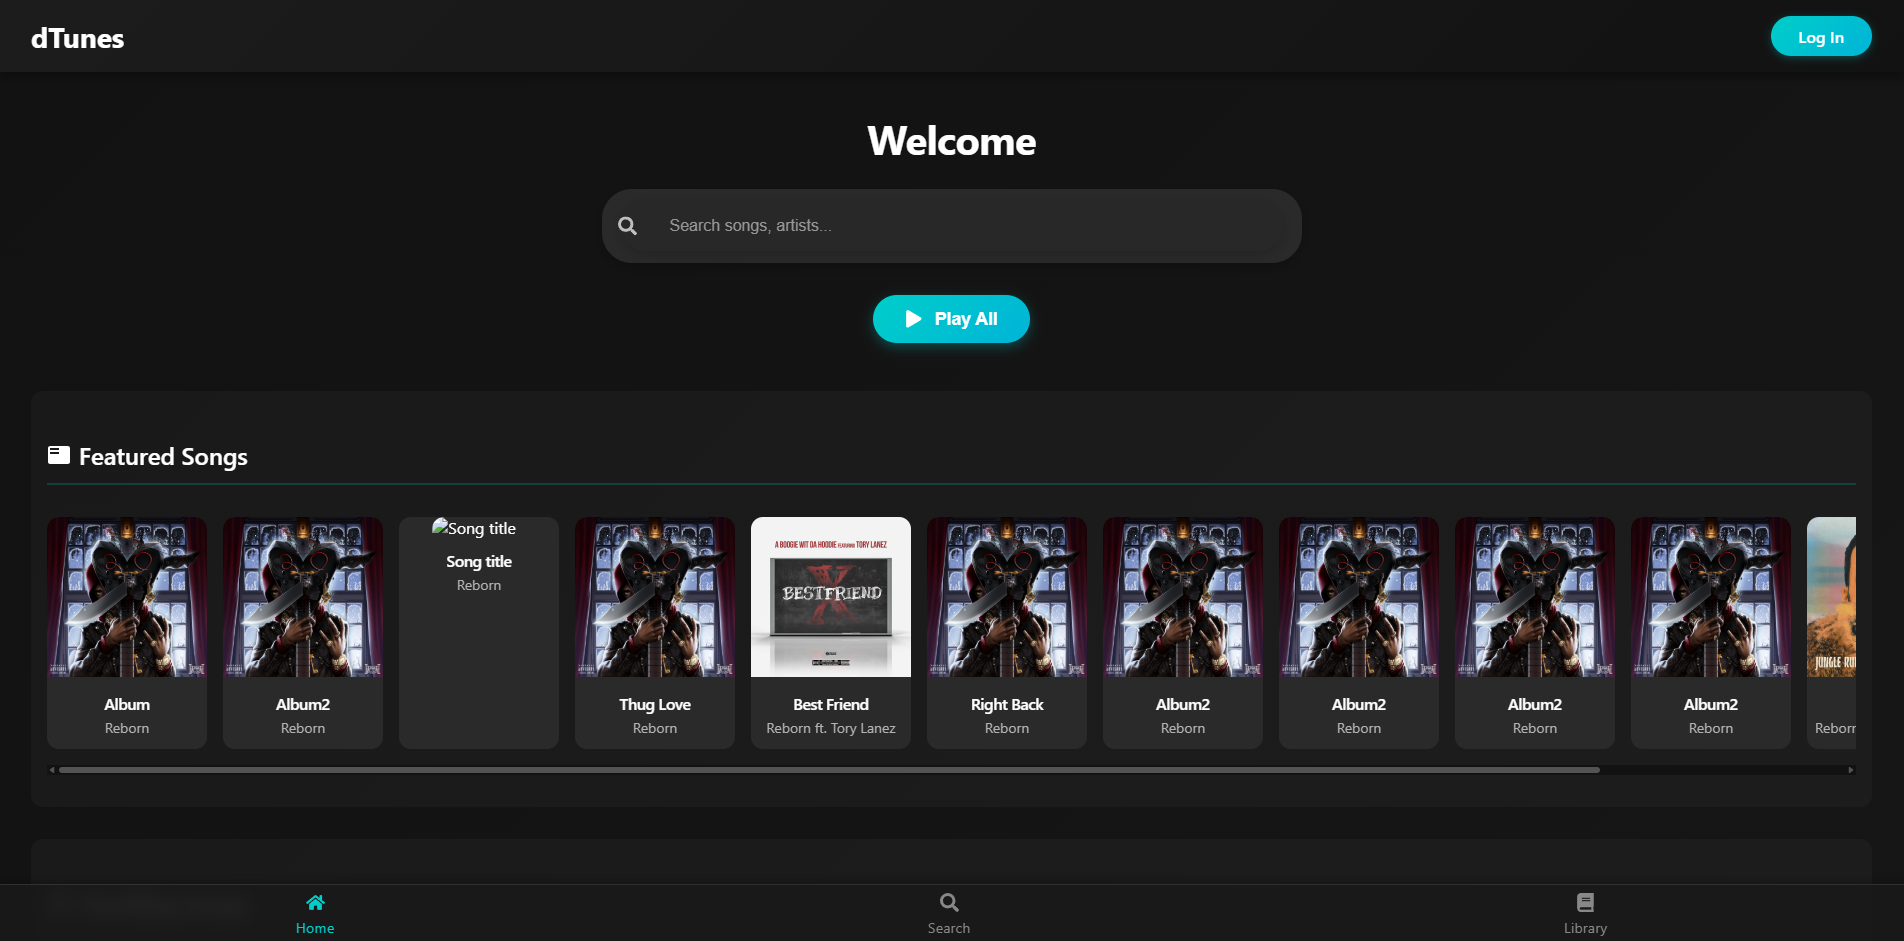 dTunes
Log In
Welcome
Search songs, artists...
Play All
Featured Songs
Song title
A BOOGIE WIT DA HOODIE FEATURING TORY LANEZ
BESTFRIEND
JUNGLE RU
Album
Reborn
Album2
Reborn
Song title
Reborn
Thug Love
Reborn
Best Friend
Reborn ft. Tory Lanez
Right Back
Reborn
Album2
Reborn
Album2
Reborn
Album2
Reborn
Album2
Reborn
Reborn
Home
Search
Library